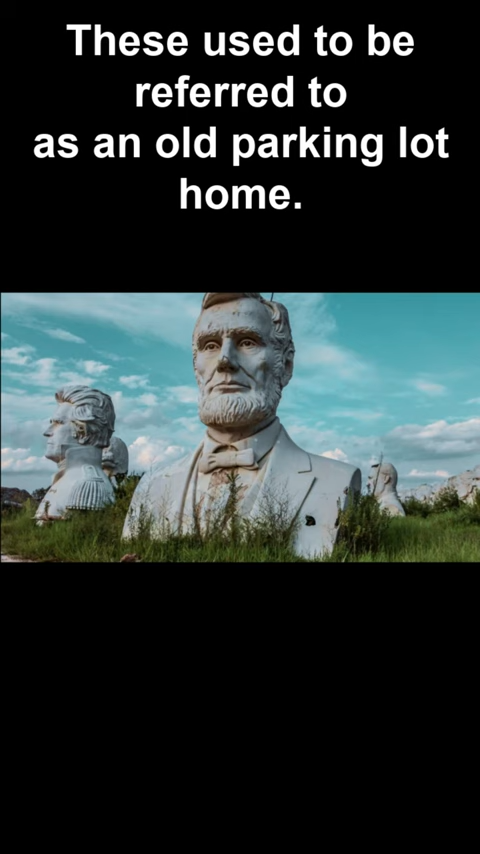 These used to be
referred to
as an old parking lot
home.